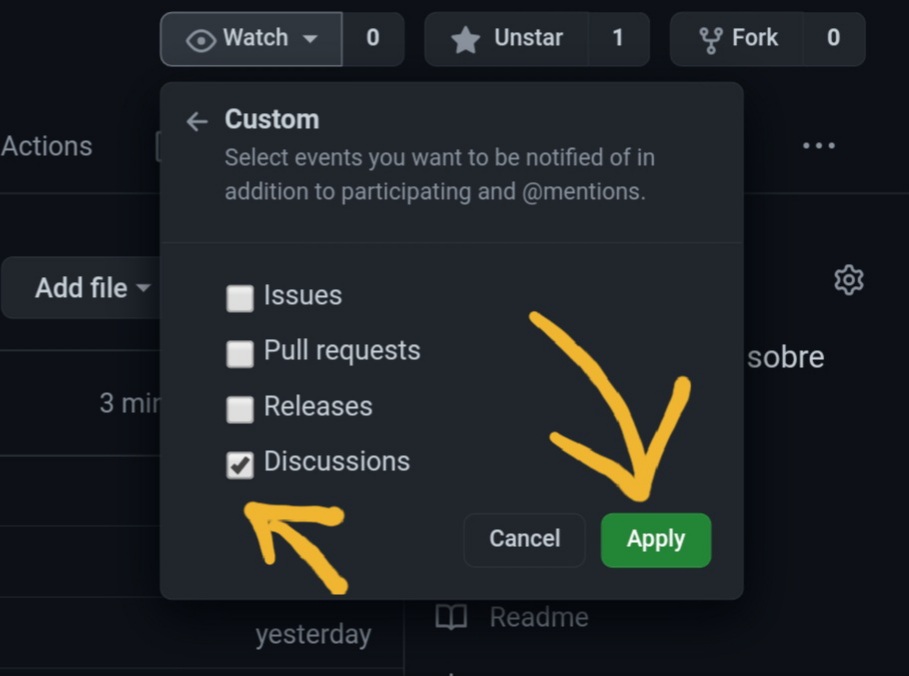 Watch 0 Unstar 1 Fork 0
Actions
Custom
Select events you want to be notified of in
addition to participating and @mentions.
Add file
Issues
Pull requests
Releases
Discussions
sobre
3 min
Cancel Apply
Readme
yesterday